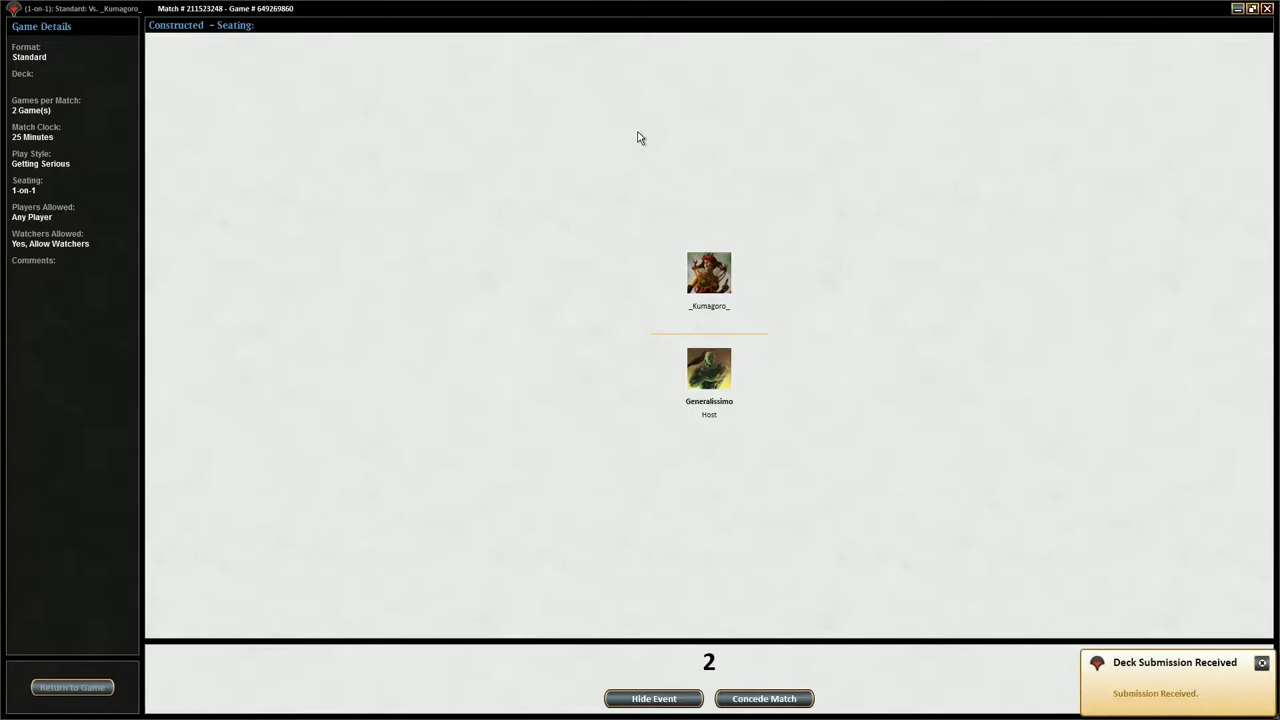 (1-on-1): Standard: Vs. _Kumagoro_ Match # 211523248 - Game # 649269860
Game Details
Constructed - Seating:
Format:
Standard
Deck:
Games per Match:
2 Game(s)
Match Clock:
25 Minutes
Play Style:
Getting Serious
Seating:
1-on-1
Players Allowed:
Any Player
Watchers Allowed:
Yes, Allow Watchers
Comments:
_Kumagoro_
Generalissimo
Host
2
Hide Event
Concede Match
Return to Game
Deck Submission Received
Submission Received.